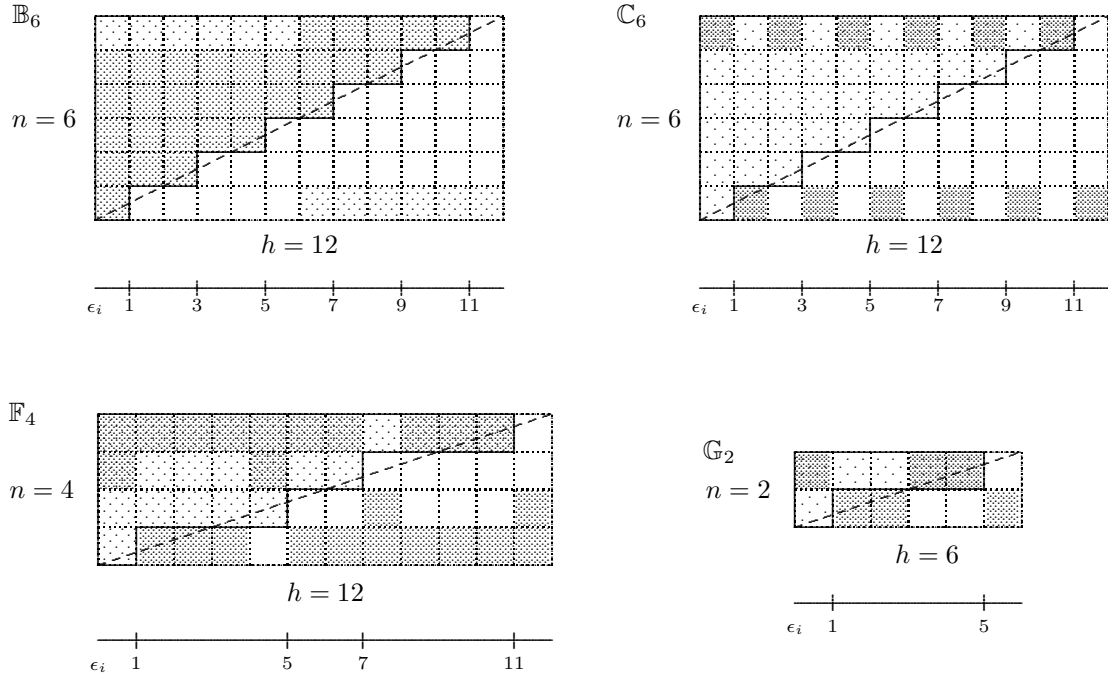 𝔹₆
n = 6
h = 12
ϵᵢ 1 3 5 7 9 11
ℂ₆
n = 6
h = 12
ϵᵢ 1 3 5 7 9 11
𝔽₄
n = 4
h = 12
ϵᵢ 1 5 7 11
𝔾₂
n = 2
h = 6
ϵᵢ 1 5